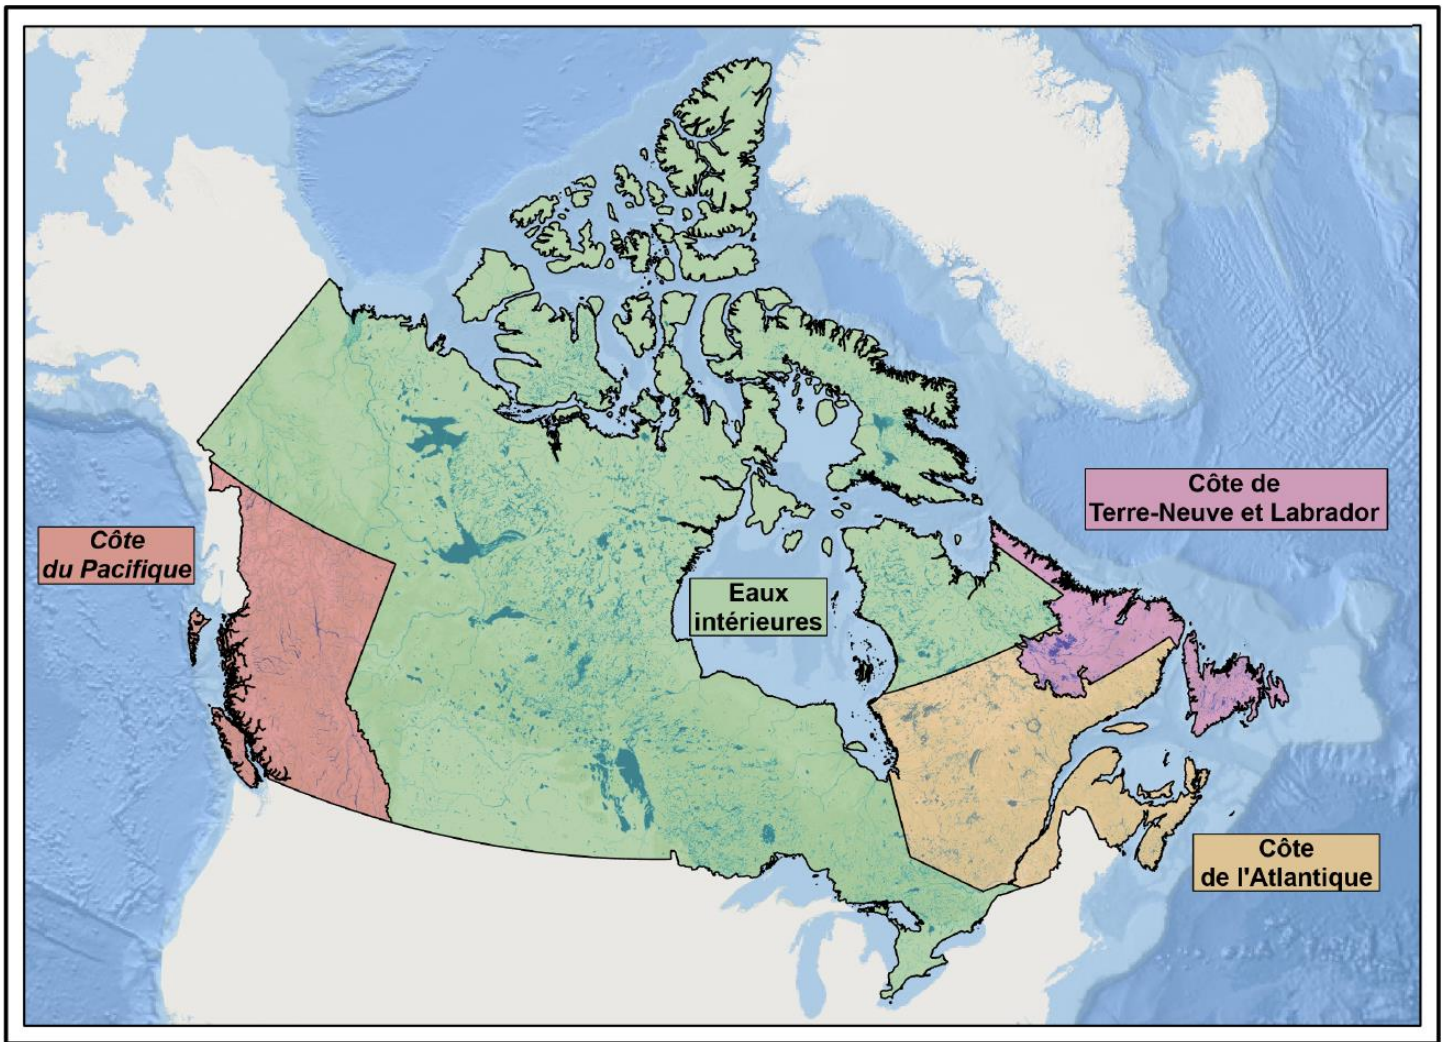 Côte de
Terre-Neuve et Labrador
Côte
du Pacifique
Eaux
intérieures
Côte
de l'Atlantique